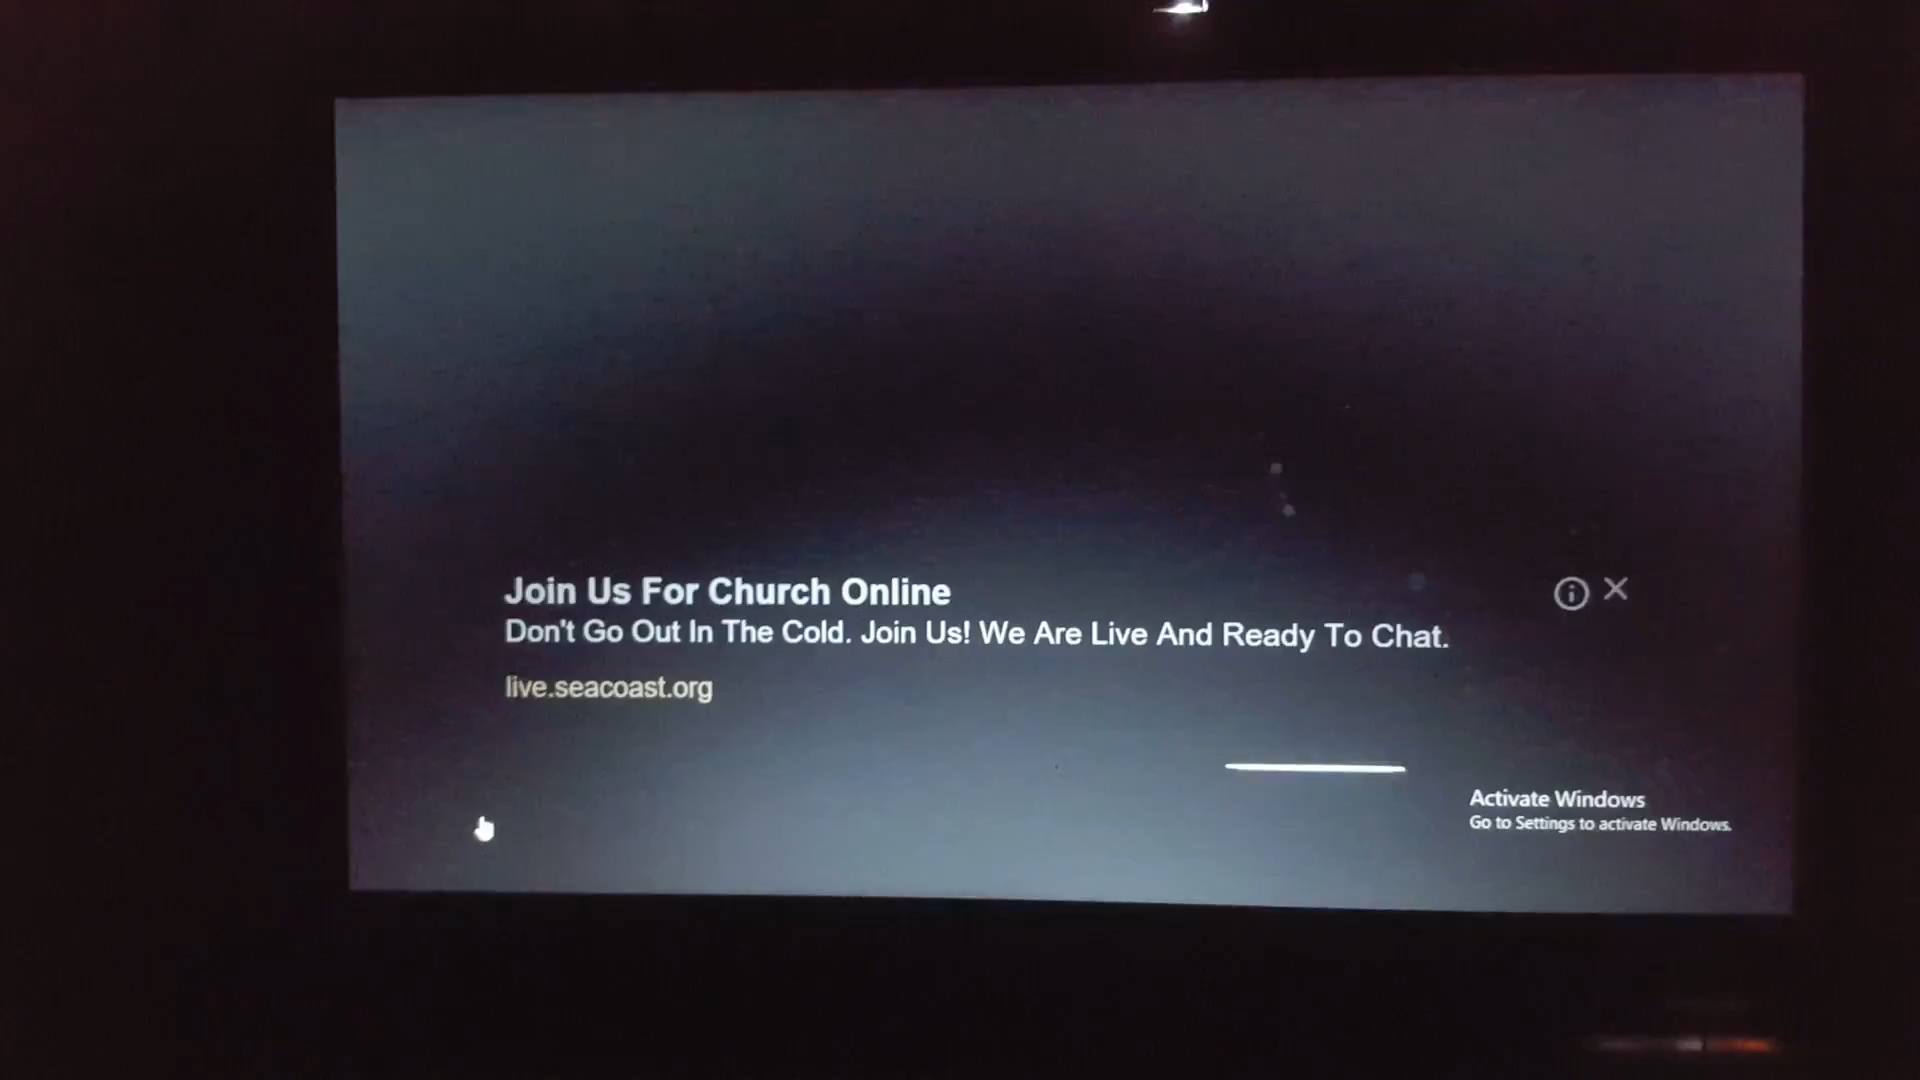 Join Us For Church Online
Don't Go Out In The Cold. Join Us! We Are Live And Ready To Chat.
live.seacoast.org
Activate Windows
Go to Settings to activate Windows.